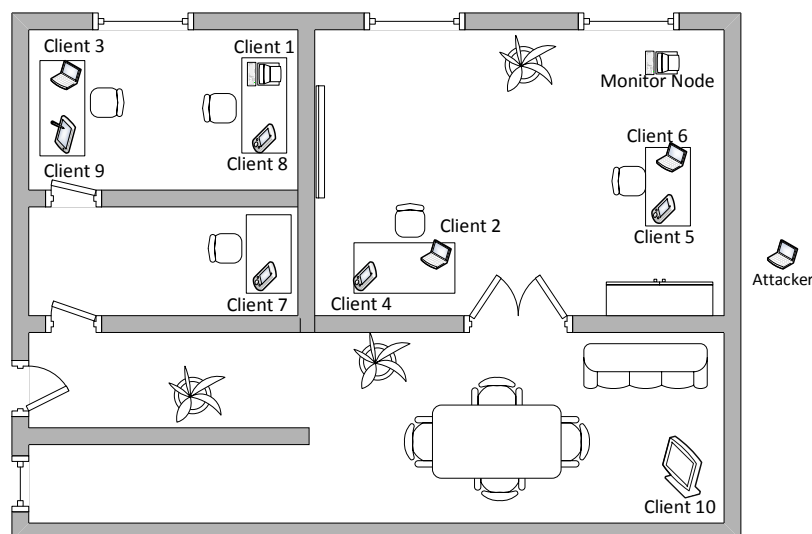 Client 3
Client 1
Monitor Node
Client 6
Client 9
Client 8
Client 2
Client 5
Attacker
Client 7
Client 4
Client 10